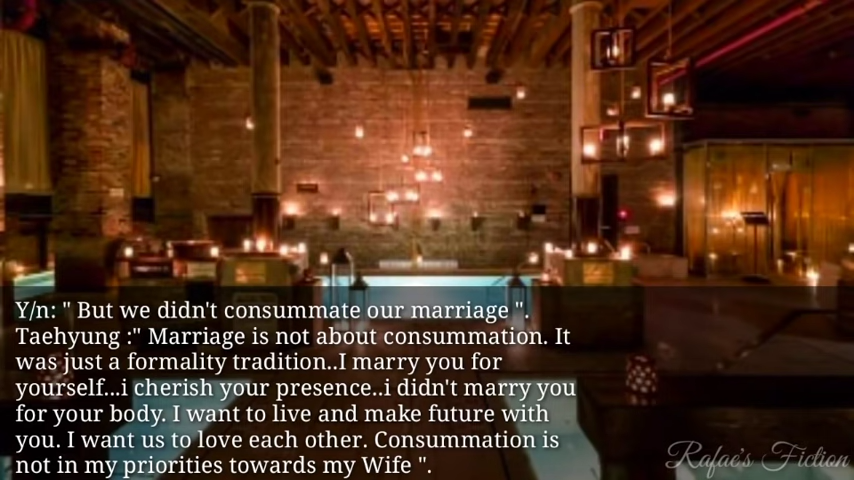 Y/n: " But we didn't consummate our marriage ".
Taehyung :" Marriage is not about consummation. It
was just a formality tradition..I marry you for
yourself...i cherish your presence..i didn't marry you
for your body. I want to live and make future with
you. I want us to love each other. Consummation is
not in my priorities towards my Wife ".
Rafae's Fiction